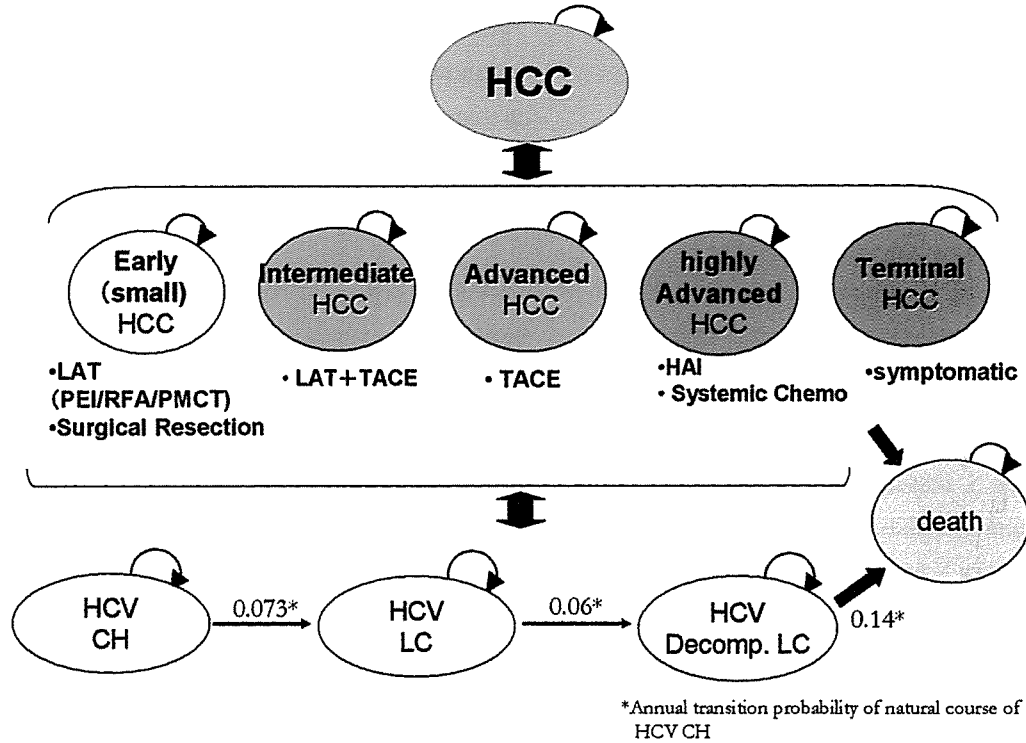 HCC
Early
(small)
HCC
Intermediate
HCC
Advanced
HCC
highly
Advanced
HCC
Terminal
HCC
•LAT
(PEI/RFA/PMCT)
•Surgical Resection
• LAT+TACE
• TACE
•HAI
• Systemic Chemo
•symptomatic
death
HCV
CH
0.073*
HCV
LC
0.06*
HCV
Decomp. LC
0.14*
*Annual transition probability of natural course of
HCV CH